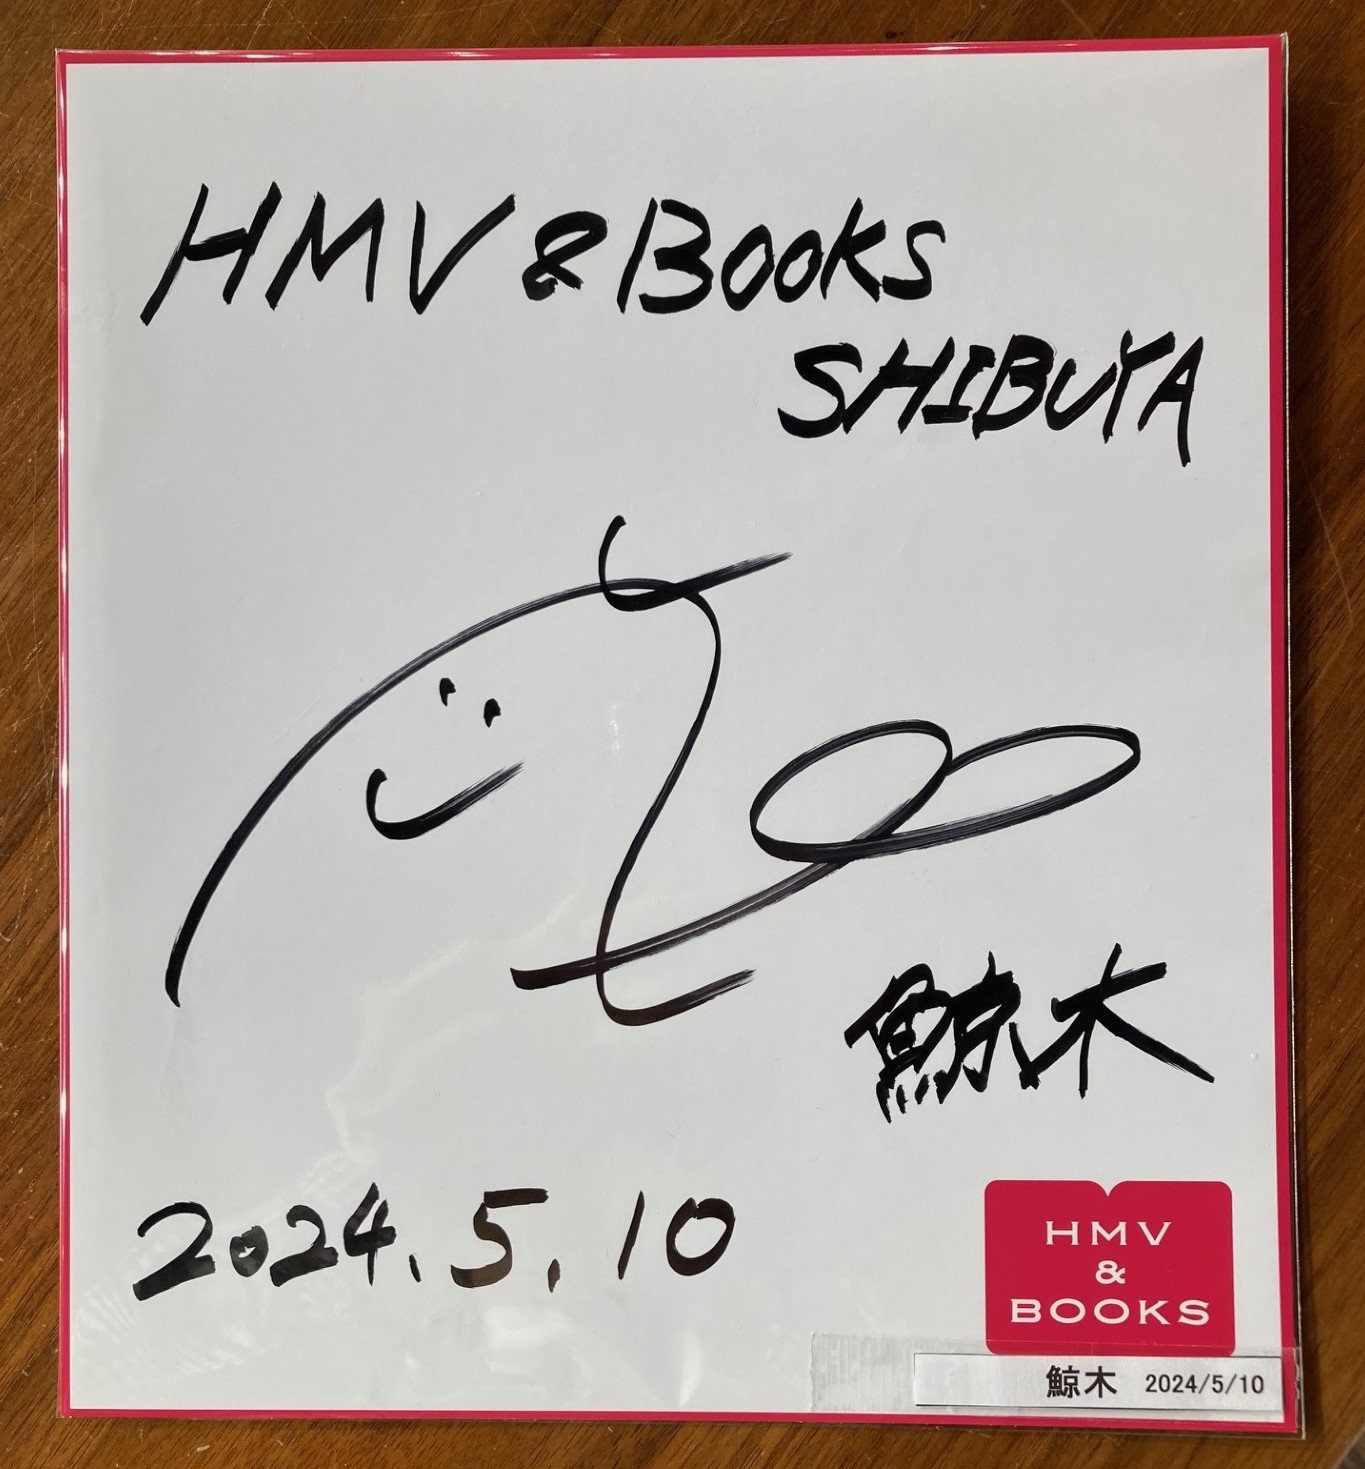 HMV & BOOKS
SHIBUYA
鯨木
2024.5.10
HMV
&
BOOKS
鯨木 2024/5/10